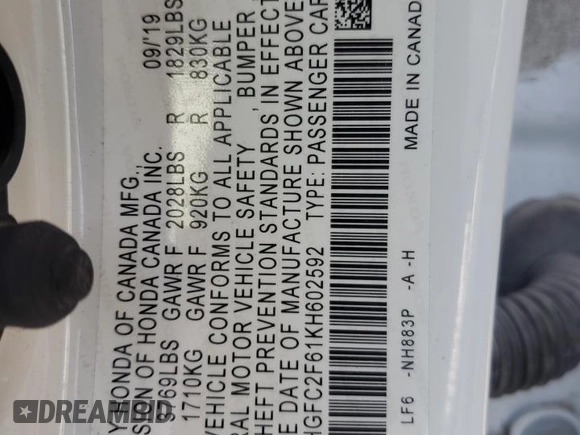 Y HONDA OF CANADA MFG., 09/19
SION OF HONDA CANADA INC.
3769LBS GAWR F 2028LBS R 1829LBS
1710KG GAWR F 920KG R 830KG
VEHICLE CONFORMS TO ALL APPLICABLE
RAL MOTOR VEHICLE SAFETY , BUMPER
HEFT PREVENTION STANDARDS IN EFFECT
E DATE OF MANUFACTURE SHOWN ABOVE
HGFC2F61KH602592 TYPE: PASSENGER CAR
LF6 -NH883P -A -H MADE IN CANADA
DREAMBID